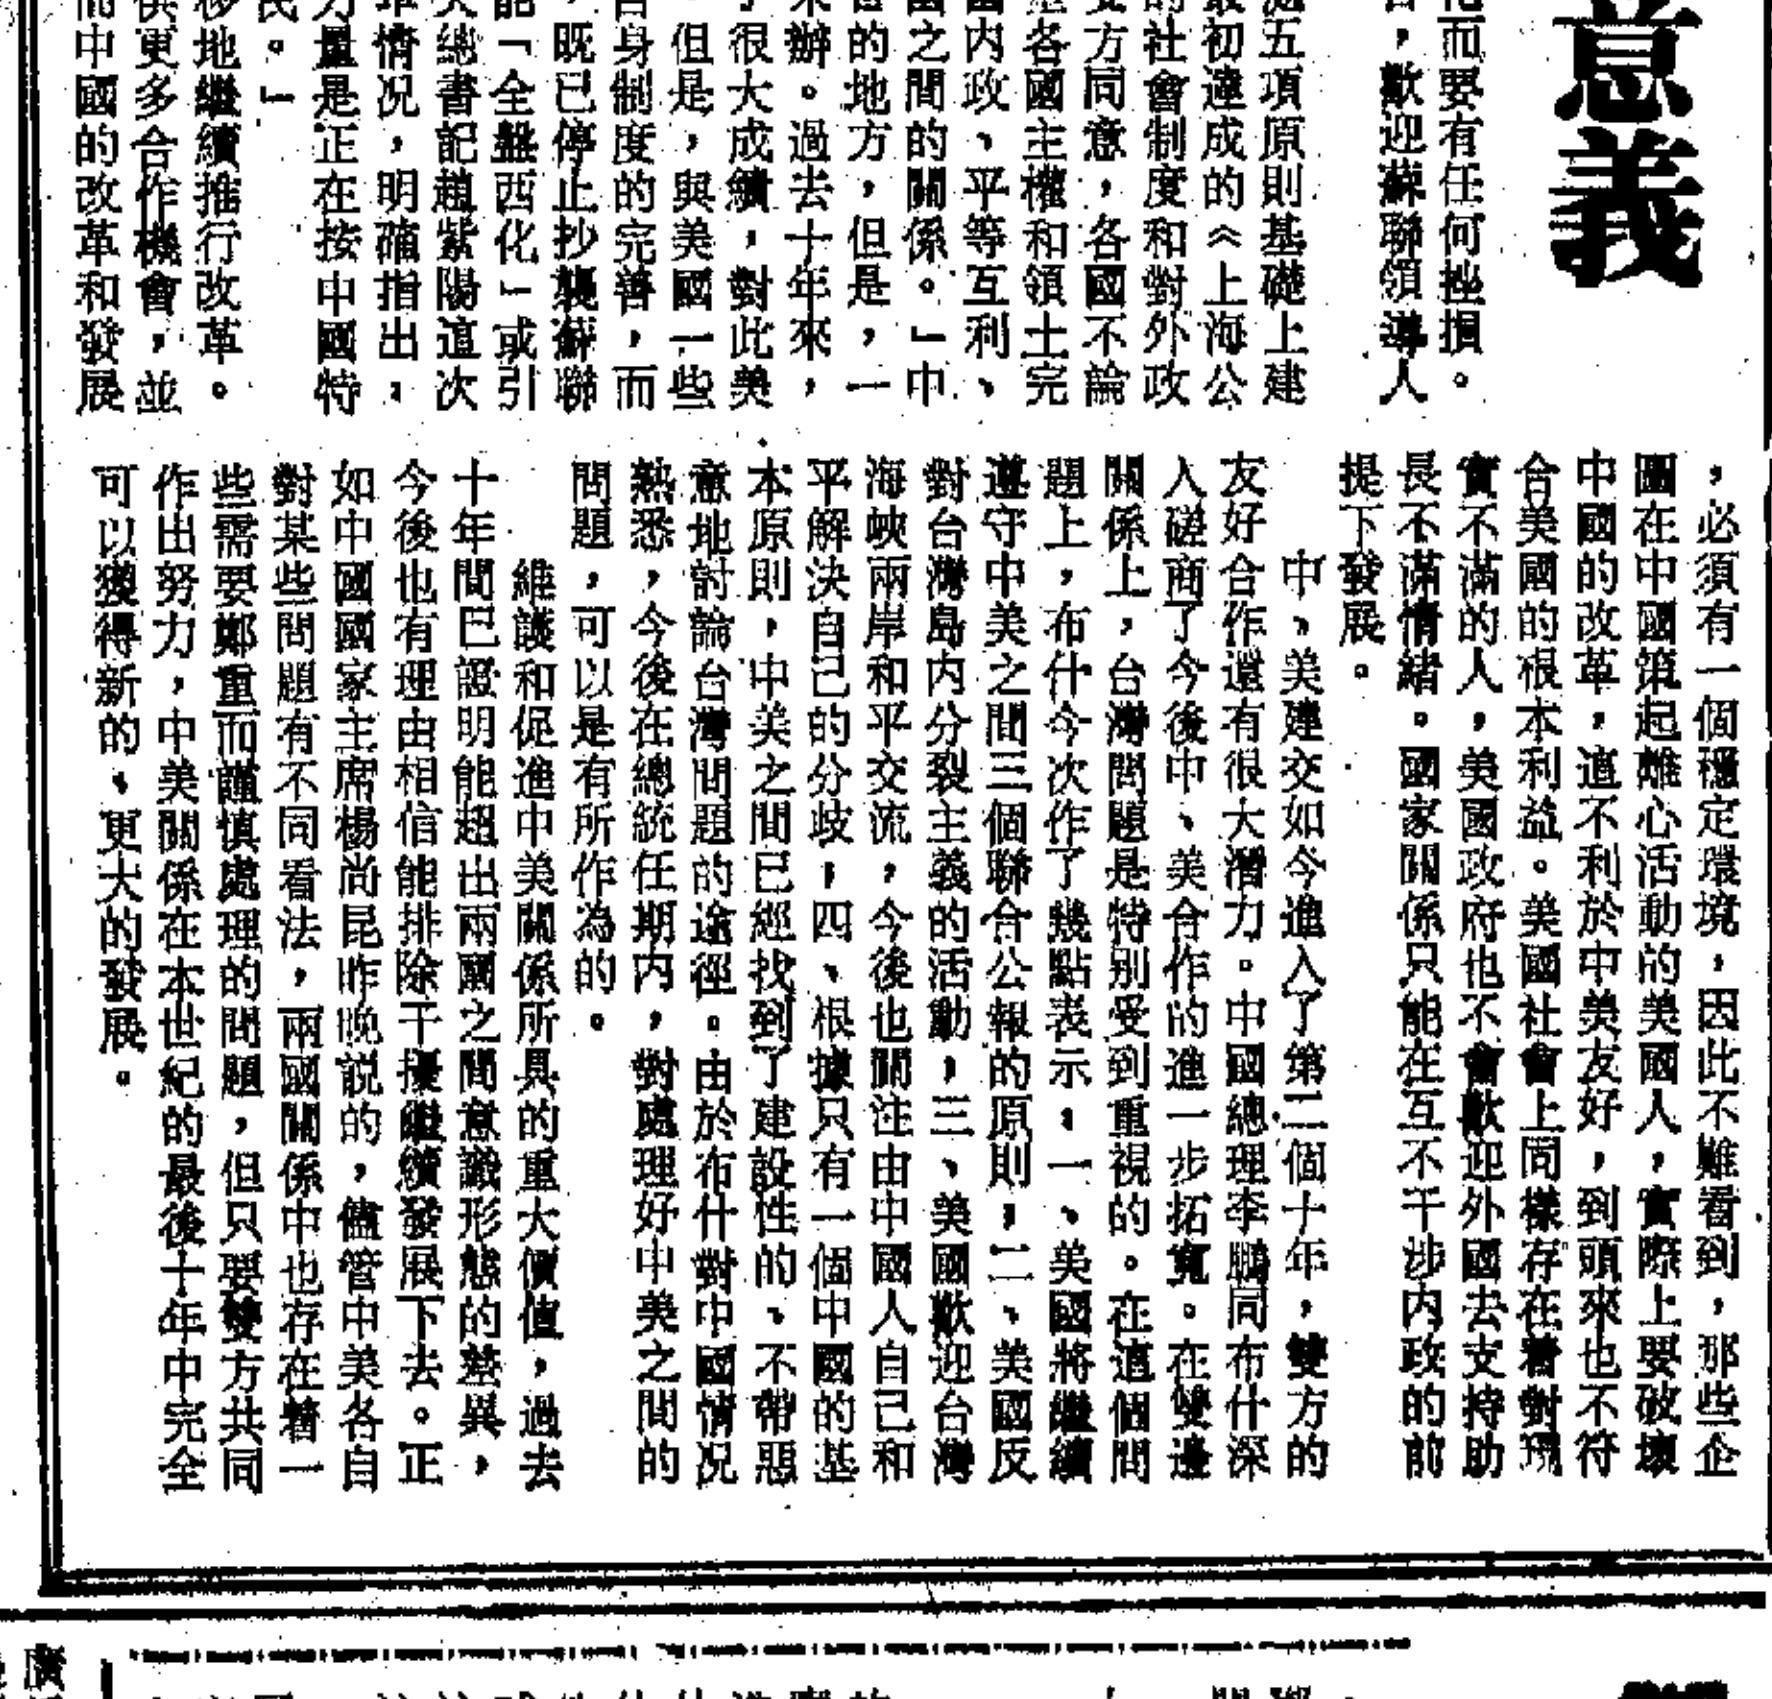 意義
化而要有任何挫損。
，歡迎蘇聯領導人
五項原則基礎上建
最初達成的《上海公
的社會制度和對外政
雙方同意，各國不論
重各國主權和領土完
內政、平等互利、
國之間的關係。」中
的地方，但是，一
來辦。過去十年來，
了很大成績，對此美
。但是，與美國一些
自身制度的完善，而
，既已停止抄襲蘇聯
能「全盤西化」或引
總書記趙紫陽這次
情況，明確指出，
力量是正在按中國特
民。」
移地繼續推行改革。
供更多合作機會，並
而中國的改革和發展
，必須有一個穩定環境，因此不難看到，那些企
圖在中國策起離心活動的美國人，實際上要破壞
中國的改革，這不利於中美友好，到頭來也不符
合美國的根本利益。美國社會上同樣存在着對現
實不滿的人，美國政府也不會歡迎外國去支持助
長不滿情緒。國家關係只能在互不干涉內政的前
提下發展。
中、美建交如今進入了第二個十年，雙方的
友好合作還有很大潛力。中國總理李鵬同布什深
入磋商了今後中、美合作的進一步拓寬。在雙邊
關係上，台灣問題是特別受到重視的。在這個問
題上，布什今次作了幾點表示。一、美國將繼續
遵守中美之間三個聯合公報的原則，二、美國反
對台灣島內分裂主義的活動，三、美國歡迎台灣
海峽兩岸和平交流，今後也關注由中國人自己和
平解決自己的分歧，四、根據只有一個中國的基
本原則，中美之間已經找到了建設性的、不帶惡
意地討論台灣問題的途徑。由於布什對中國情況
熟悉，今後在總統任期內，對處理好中美之間的
問題，可以是有所作為的。
維護和促進中美關係所具的重大價值，過去
十年間已證明能超出兩國之間意識形態的差異，
今後也有理由相信能排除干擾繼續發展下去。正
如中國國家主席楊尚昆昨晚説的，儘管中美各自
對某些問題有不同看法，兩國關係中也存在着一
些需要鄭重而謹慎處理的問題，但只要雙方共同
作出努力，中美關係在本世紀的最後十年中完全
可以獲得新的、更大的發展。
廣